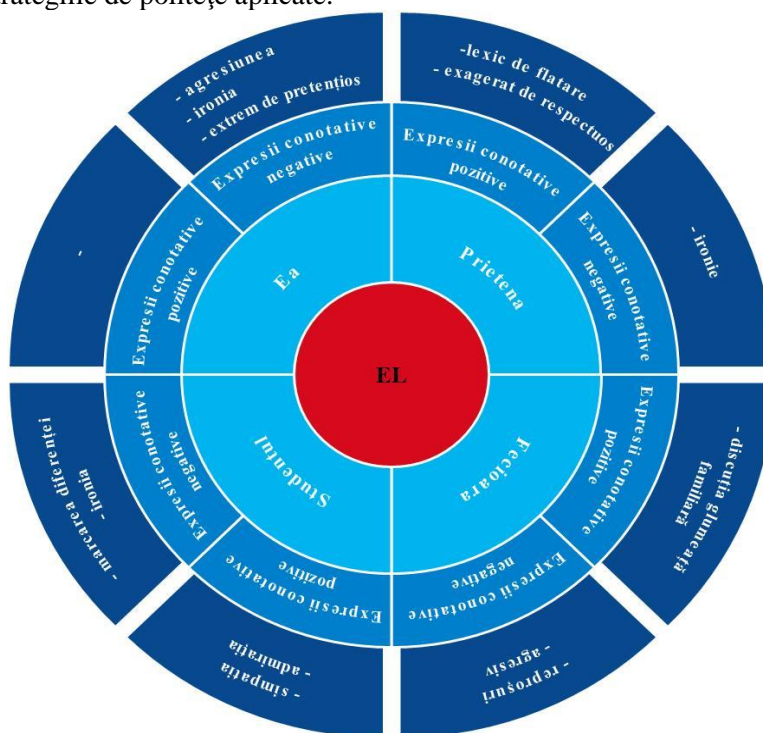 de politețe aplicate.
- agresiunea
- ironia
- extrem de pretențios
-lexic de flatare
- exagerat de respectuos
Expresii conotative
negative
Expresii conotative
pozitive
-
Expresii conotative
pozitive
Ea
Prietena
Expresii conotative
negative
- ironie
EL
- marcarea diferenței
-ironia
Expresii conotative
negative
Studentul
Fecioara
Expresii conotative
pozitive
- discuția glumeață
familiară
Expresii conotative
pozitive
Expresii conotative
negative
- simpatia
- admirația
- reproșuri
- agresiv